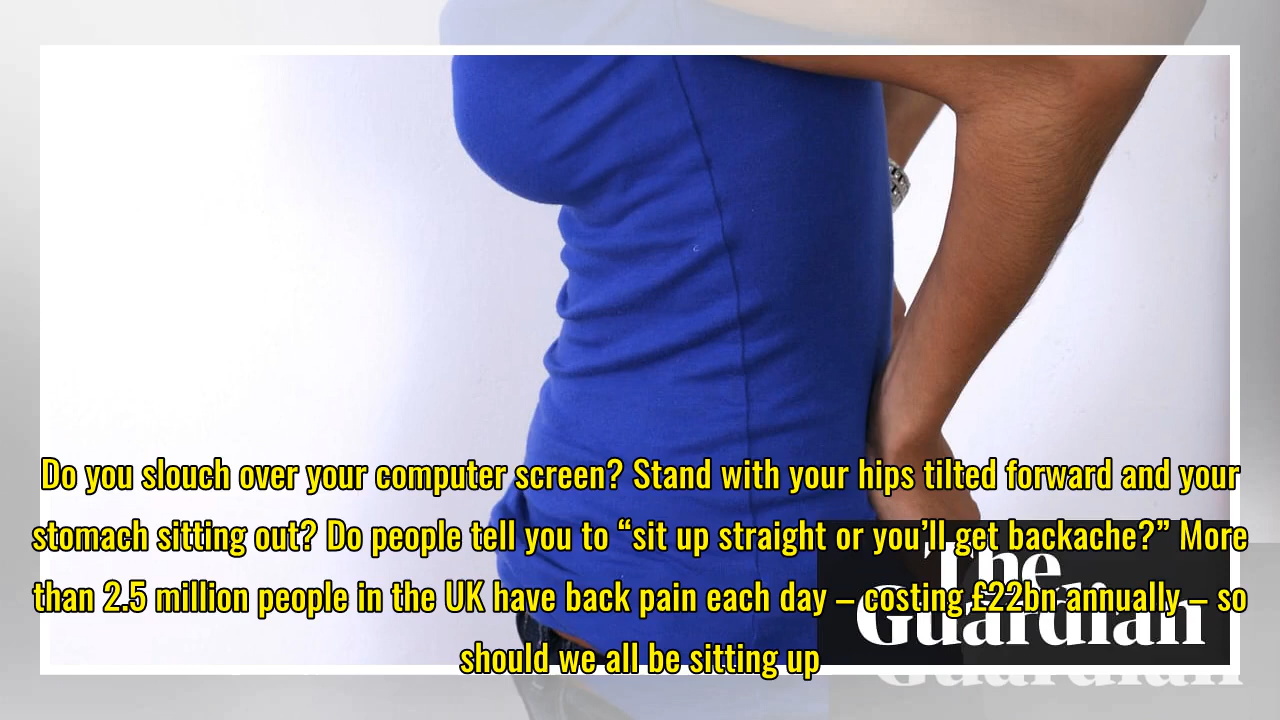 Do you slouch over your computer screen? Stand with your hips tilted forward and your
stomach sitting out? Do people tell you to “sit up straight or you’ll get backache?” More
than 2.5 million people in the UK have back pain each day – costing £22bn annually – so
should we all be sitting up
The
Guardian
Guardian